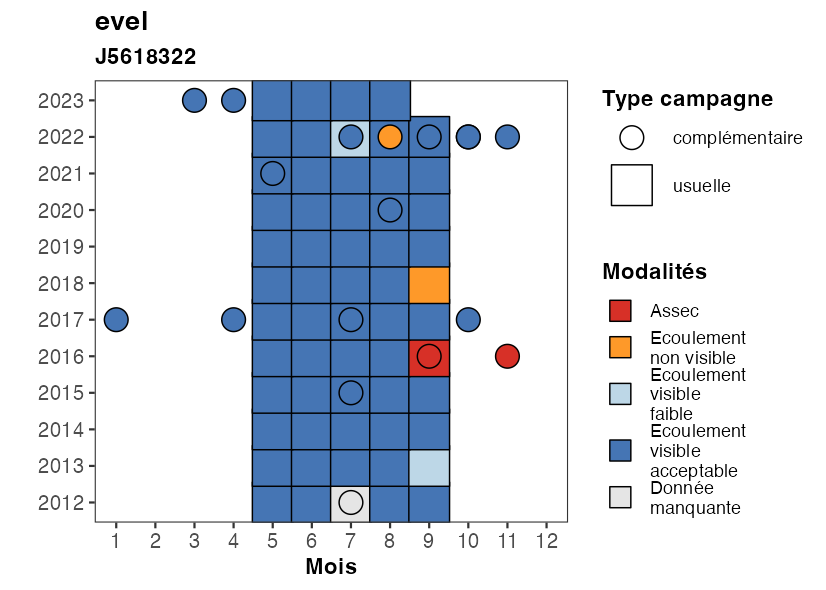 evel
J5618322
2023
2022
2021
2020
2019
2018
2017
2016
2015
2014
2013
2012
1 2 3 4 5 6 7 8 9 10 11 12
Mois
Type campagne
complémentaire
usuelle
Modalités
Assec
Ecoulement
non visible
Ecoulement
visible
faible
Ecoulement
visible
acceptable
Donnée
manquante